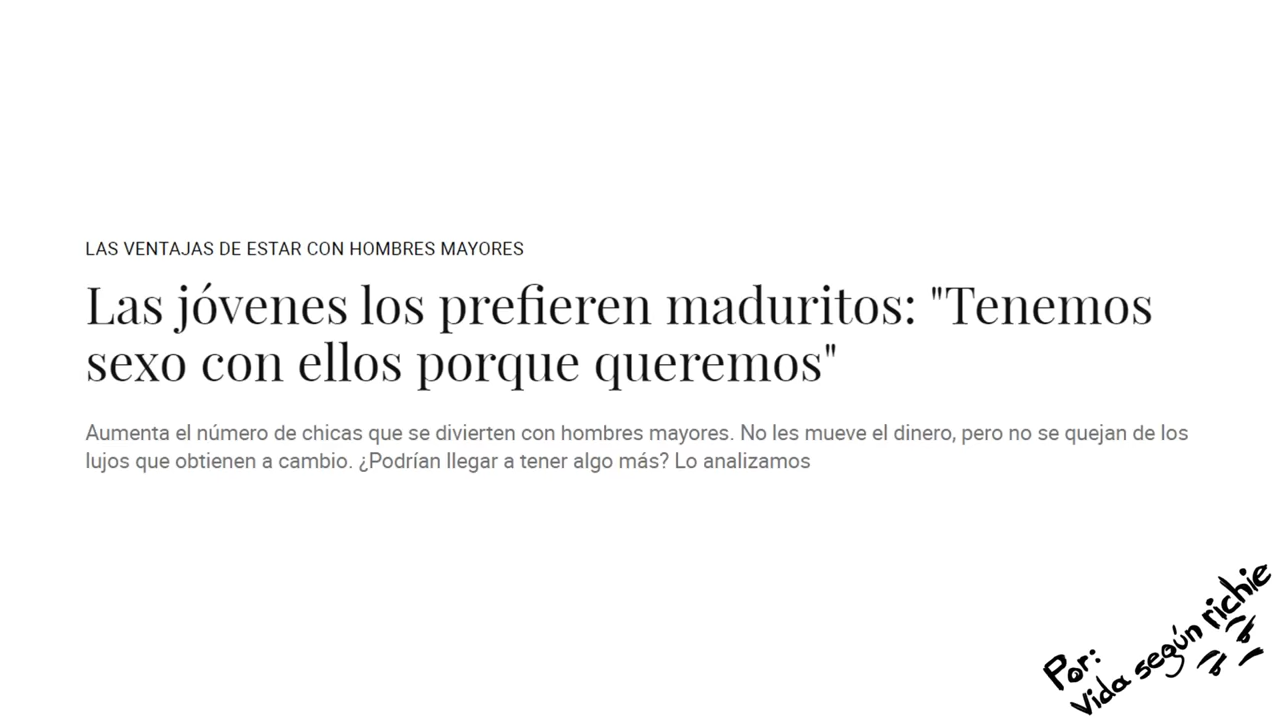 LAS VENTAJAS DE ESTAR CON HOMBRES MAYORES
Las jóvenes los prefieren maduritos: "Tenemos
sexo con ellos porque queremos"
Aumenta el número de chicas que se divierten con hombres mayores. No les mueve el dinero, pero no se quejan de los
lujos que obtienen a cambio. ¿Podrían llegar a tener algo más? Lo analizamos
Por:
Vida según richie